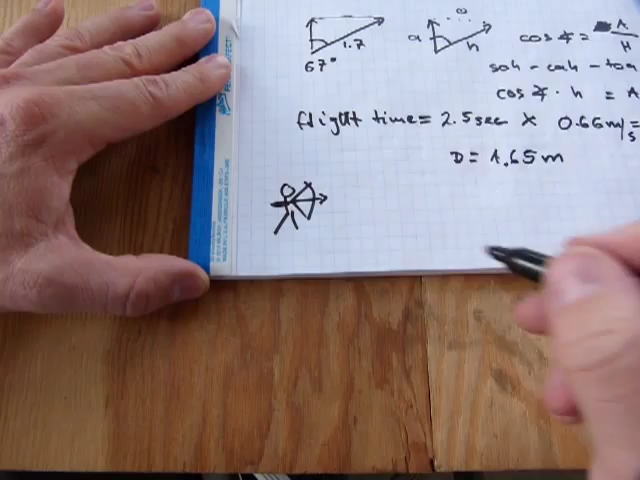 1.7
67°
a
o
h
cos ∡ = A / H
soh - cah - toa
cos ∡ · h = A
flight time = 2.5 sec x 0.66 m/s =
D = 1.65 m